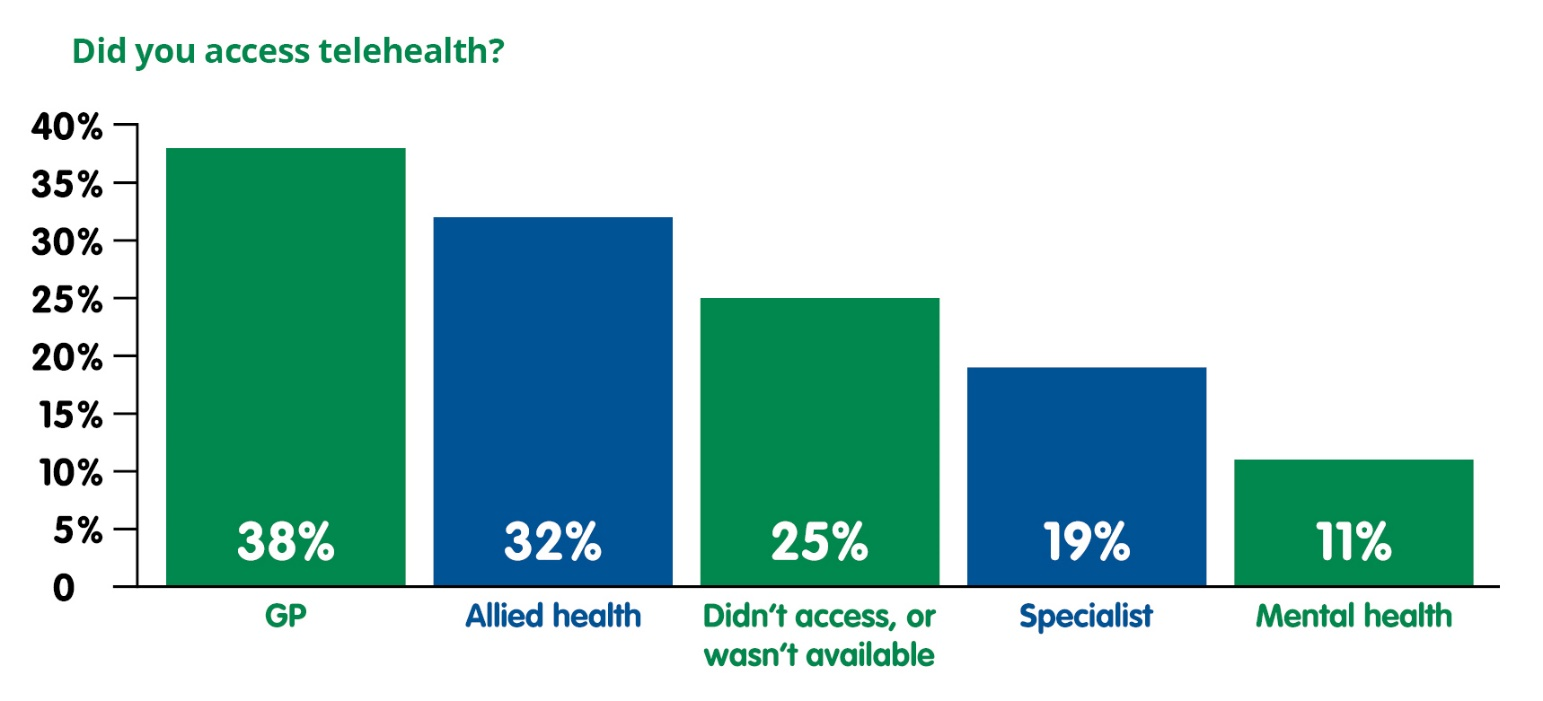 Did you access telehealth?
40%
35%
30%
25%
20%
15%
10%
5%
0
38%
32%
25%
19%
11%
GP
Allied health
Didn't access, or
wasn't available
Specialist
Mental health